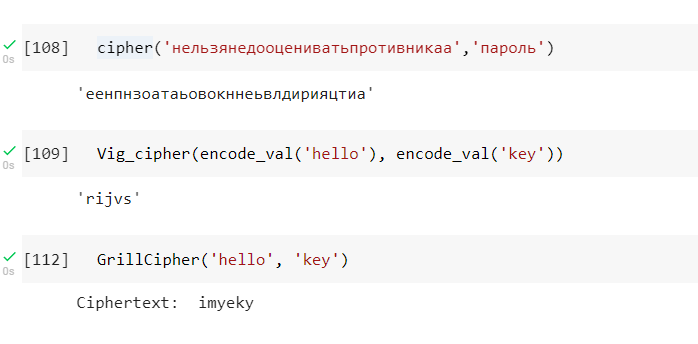 [108] cipher('нельзянедооцениватьпротивникаа','пароль')
0s
'еенпнзоатаьовокннеьвлдирияцтиа'
[109] Vig_cipher(encode_val('hello'), encode_val('key'))
0s
'rijvs'
[112] GrillCipher('hello', 'key')
0s
Ciphertext:  imyeky